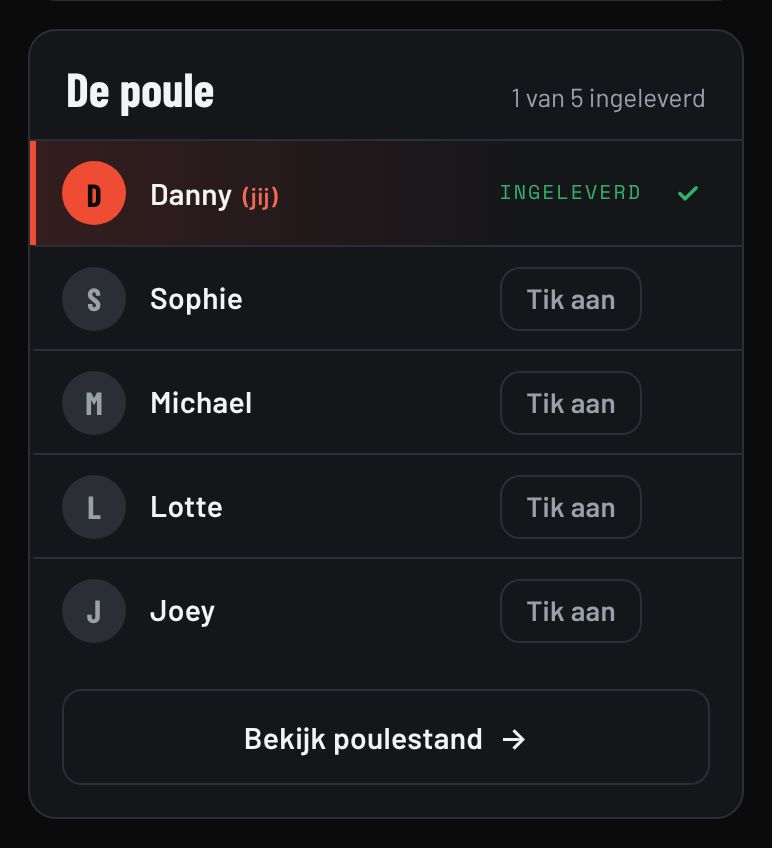 De poule
1 van 5 ingeleverd
D Danny (jij) INGELEVERD
S Sophie Tik aan
M Michael Tik aan
L Lotte Tik aan
J Joey Tik aan
Bekijk poulestand →